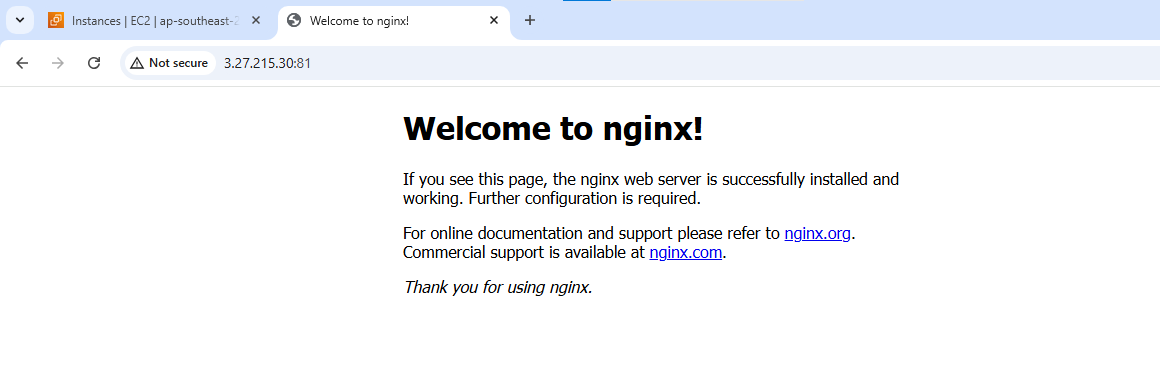 Instances | EC2 | ap-southeast-2
Welcome to nginx!
Not secure
3.27.215.30:81
Welcome to nginx!
If you see this page, the nginx web server is successfully installed and
working. Further configuration is required.
For online documentation and support please refer to nginx.org.
Commercial support is available at nginx.com.
Thank you for using nginx.